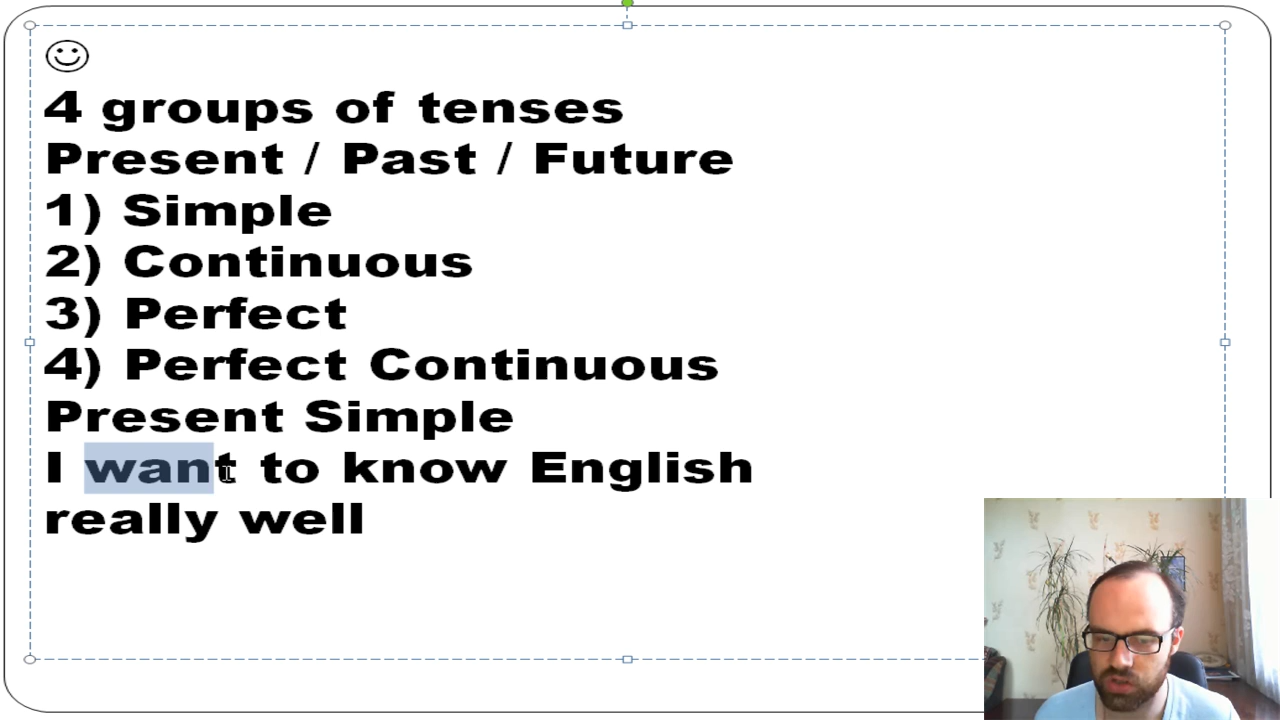 4 groups of tenses
Present / Past / Future
1) Simple
2) Continuous
3) Perfect
4) Perfect Continuous
Present Simple
I want to know English
really well